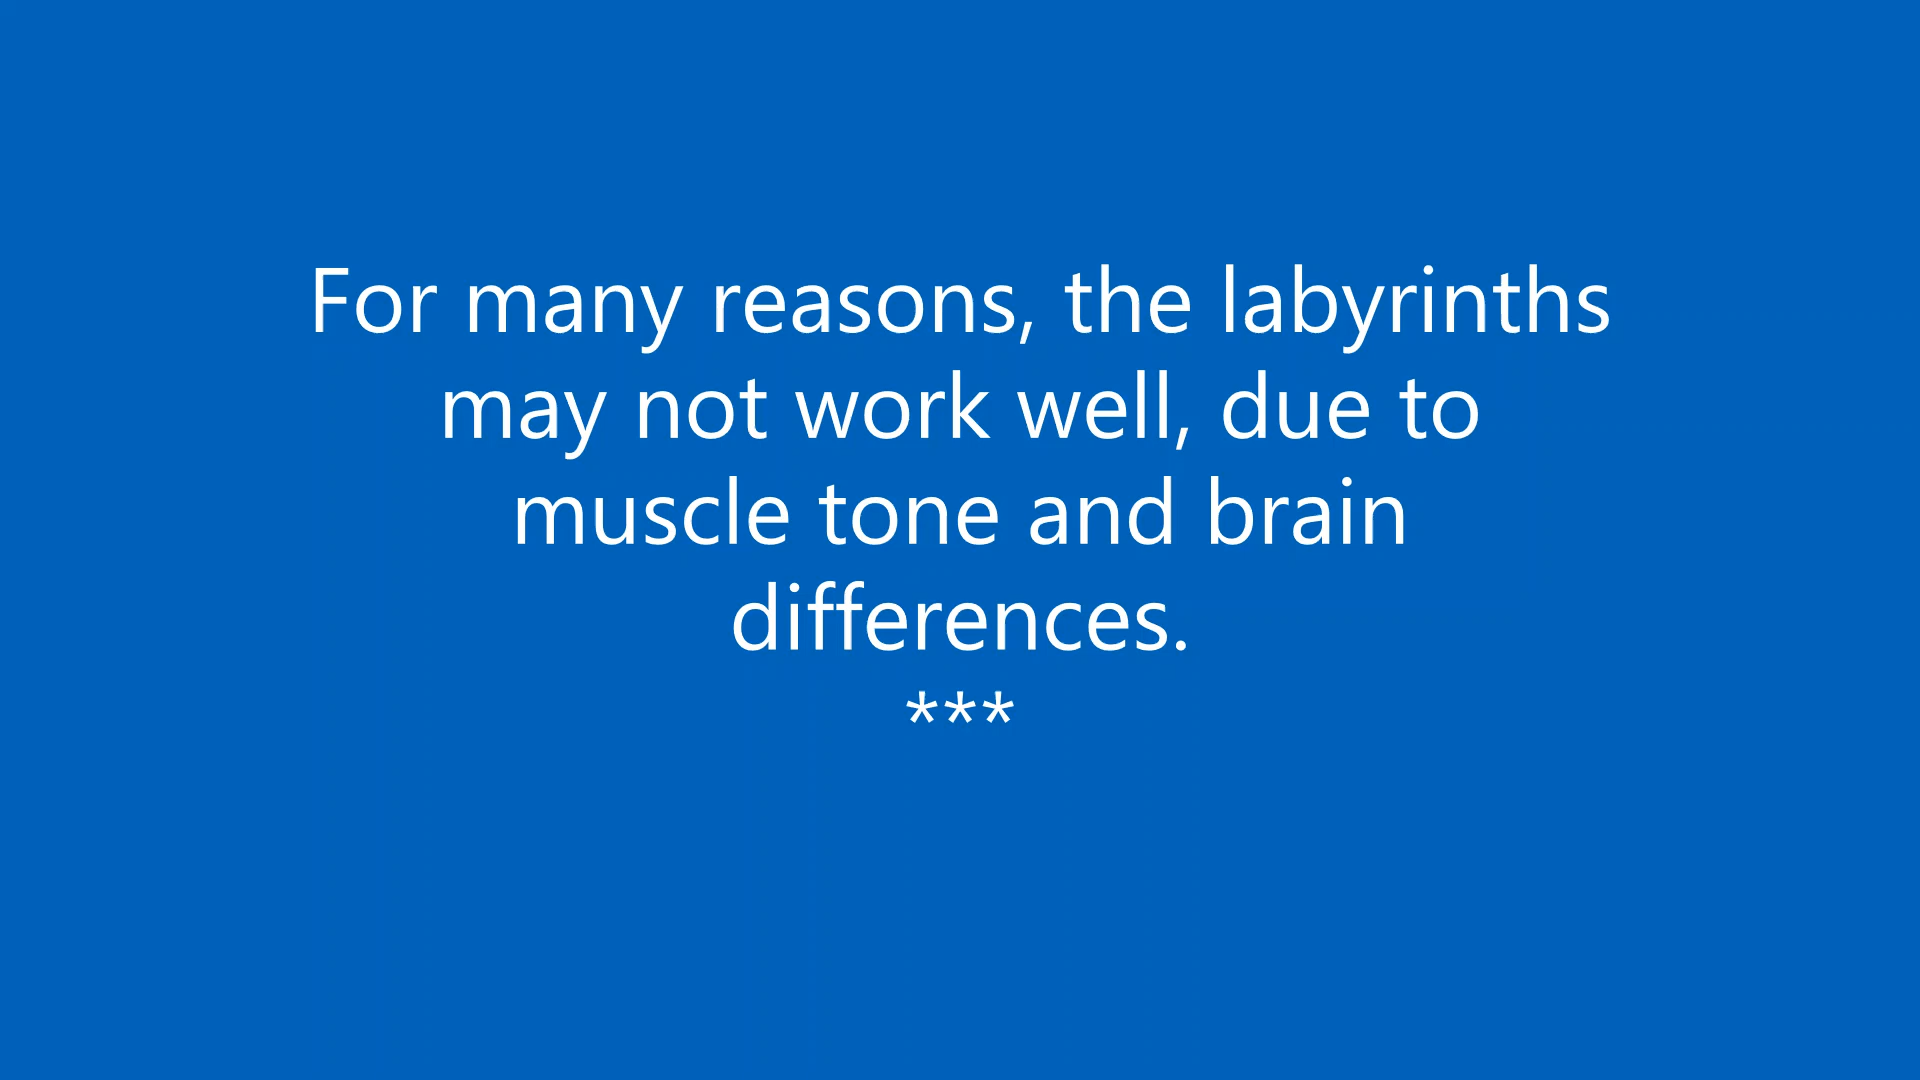 For many reasons, the labyrinths
may not work well, due to
muscle tone and brain
differences.
***